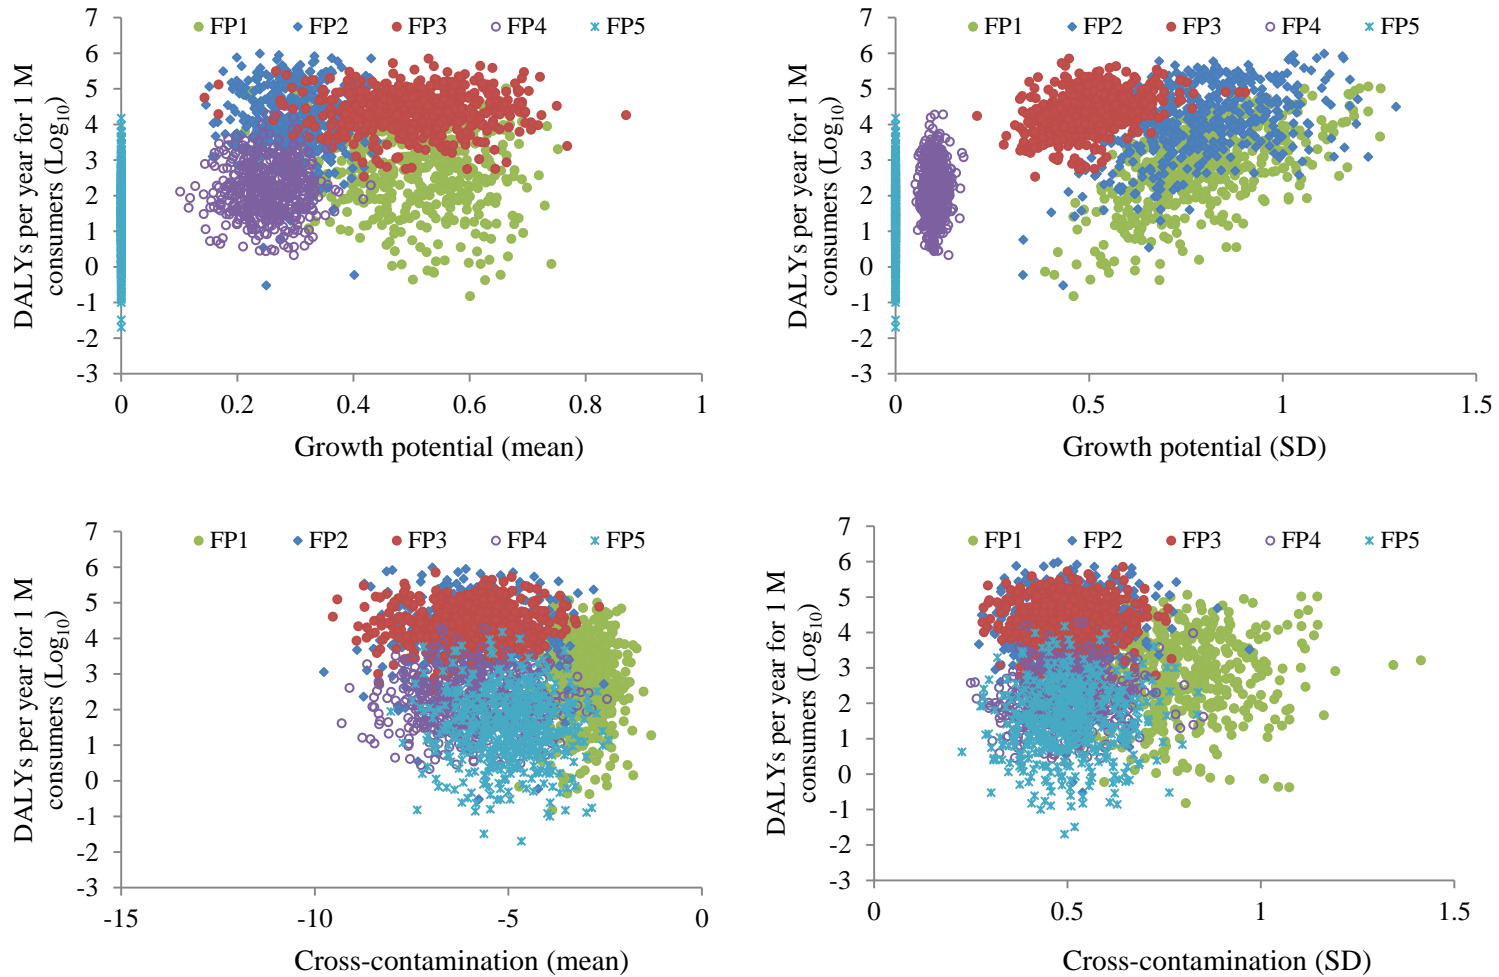 FP1 FP2 FP3 FP4 FP5
7
6
5
4
3
2
1
0
-1
-2
-3
DALYs per year for 1 M
consumers (Log10)
0 0.2 0.4 0.6 0.8 1
Growth potential (mean)
FP1 FP2 FP3 FP4 FP5
7
6
5
4
3
2
1
0
-1
-2
-3
DALYs per year for 1 M
consumers (Log10)
0 0.5 1 1.5
Growth potential (SD)
FP1 FP2 FP3 FP4 FP5
7
6
5
4
3
2
1
0
-1
-2
-3
DALYs per year for 1 M
consumers (Log10)
-15 -10 -5 0
Cross-contamination (mean)
FP1 FP2 FP3 FP4 FP5
7
6
5
4
3
2
1
0
-1
-2
-3
DALYs per year for 1 M
consumers (Log10)
0 0.5 1 1.5
Cross-contamination (SD)